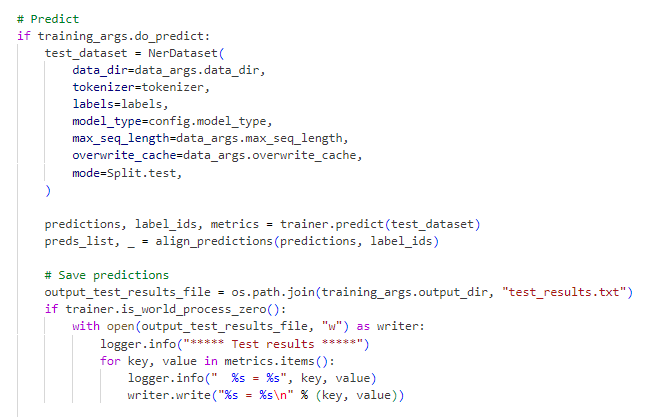 # Predict
if training_args.do_predict:
    test_dataset = NerDataset(
        data_dir=data_args.data_dir,
        tokenizer=tokenizer,
        labels=labels,
        model_type=config.model_type,
        max_seq_length=data_args.max_seq_length,
        overwrite_cache=data_args.overwrite_cache,
        mode=Split.test,
    )
    predictions, label_ids, metrics = trainer.predict(test_dataset)
    preds_list, _ = align_predictions(predictions, label_ids)
    # Save predictions
    output_test_results_file = os.path.join(training_args.output_dir, "test_results.txt")
    if trainer.is_world_process_zero():
        with open(output_test_results_file, "w") as writer:
            logger.info("***** Test results *****")
            for key, value in metrics.items():
                logger.info("  %s = %s", key, value)
                writer.write("%s = %s\n" % (key, value))